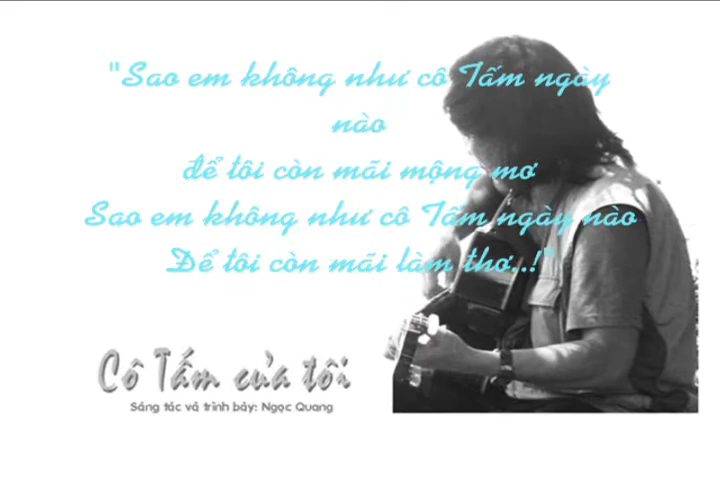 "Sao em không như cô Tấm ngày
nào
để tôi còn mãi mộng mơ
Sao em không như cô Tấm ngày nào
Để tôi còn mãi làm thơ..!"
Cô Tấm của tôi
Sáng tác và trình bày: Ngọc Quang